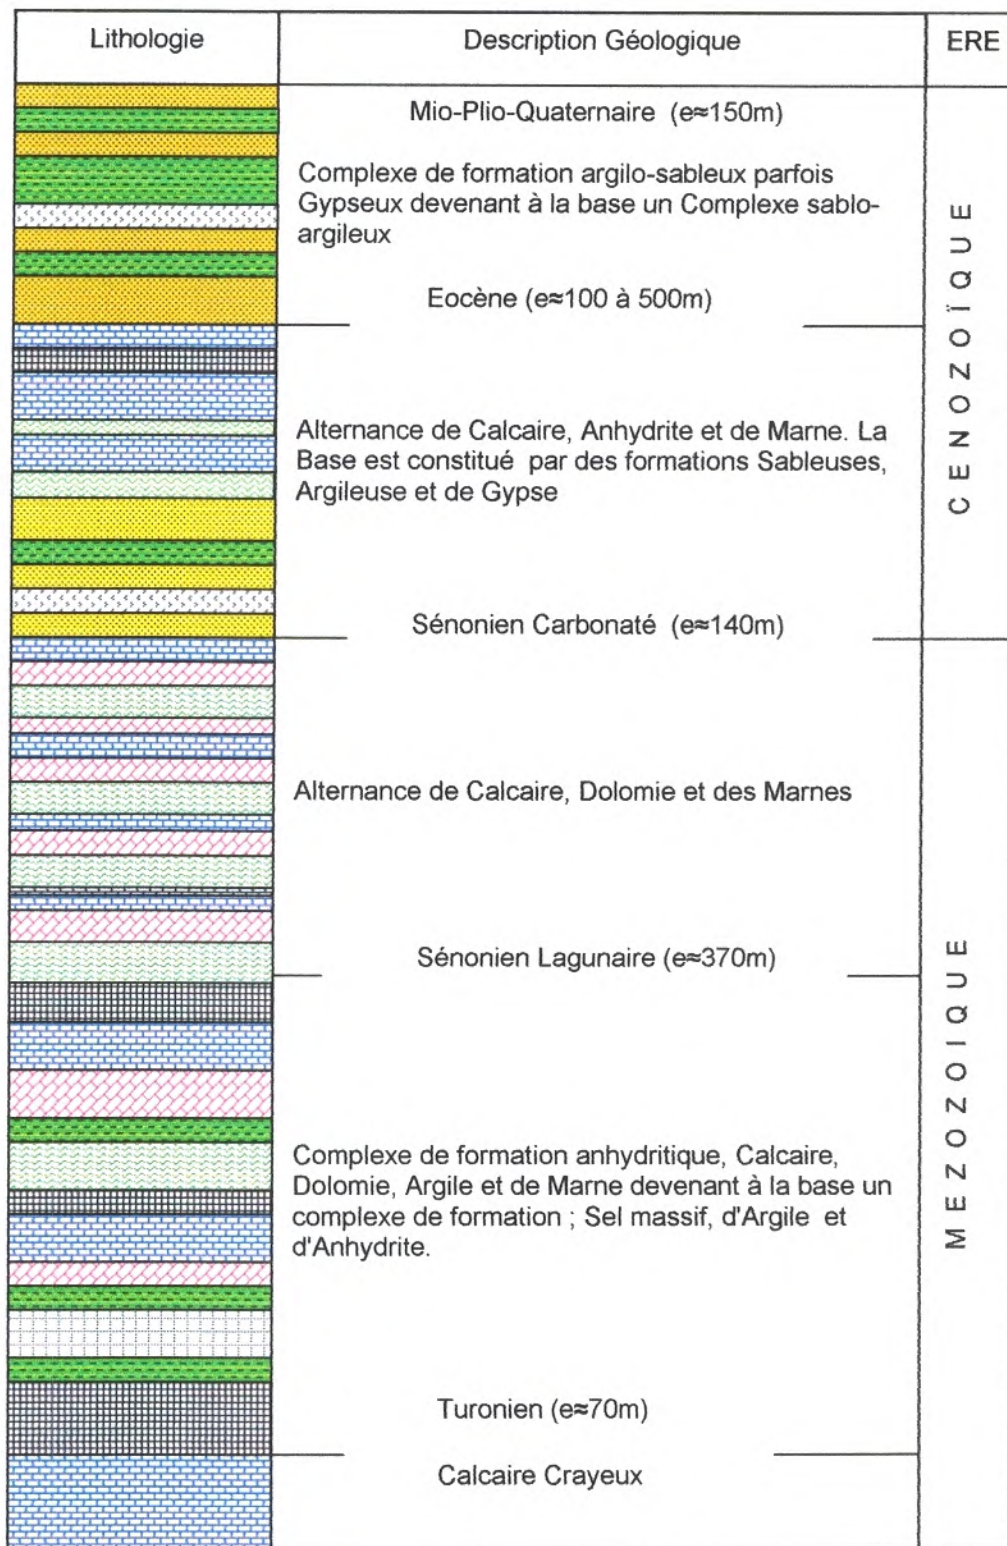 Lithologie
Description Géologique
ERE
Mio-Plio-Quaternaire (e≈150m)
Complexe de formation argilo-sableux parfois
Gypseux devenant à la base un Complexe sablo-
argileux
Eocène (e≈100 à 500m)
Alternance de Calcaire, Anhydrite et de Marne. La
Base est constitué par des formations Sableuses,
Argileuse et de Gypse
CENOZOÏQUE
Sénonien Carbonaté (e≈140m)
Alternance de Calcaire, Dolomie et des Marnes
Sénonien Lagunaire (e≈370m)
Complexe de formation anhydritique, Calcaire,
Dolomie, Argile et de Marne devenant à la base un
complexe de formation ; Sel massif, d'Argile et
d'Anhydrite.
Turonien (e≈70m)
Calcaire Crayeux
MEZOZOIQUE